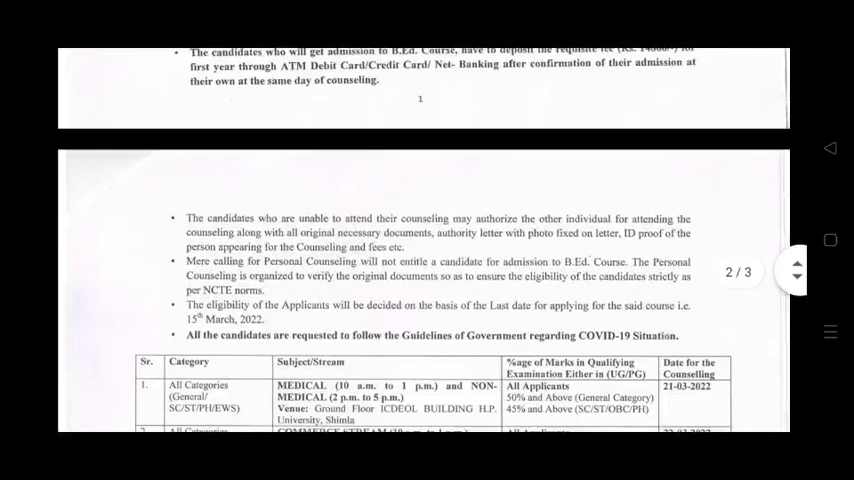 The candidates who will get admission to B.Ed. Course, have to deposit the requisite fee (Rs. for
first year through ATM Debit Card/Credit Card/ Net- Banking after confirmation of their admission at
their own at the same day of counseling.
1
• The candidates who are unable to attend their counseling may authorize the other individual for attending the
counseling along with all original necessary documents, authority letter with photo fixed on letter, ID proof of the
person appearing for the Counseling and fees etc.
• Mere calling for Personal Counseling will not entitle a candidate for admission to B.Ed. Course. The Personal
Counseling is organized to verify the original documents so as to ensure the eligibility of the candidates strictly as
per NCTE norms.
2 / 3
• The eligibility of the Applicants will be decided on the basis of the Last date for applying for the said course i.e.
15th March, 2022.
• All the candidates are requested to follow the Guidelines of Government regarding COVID-19 Situation.
Sr. Category Subject/Stream %age of Marks in Qualifying Examination Either in (UG/PG) Date for the Counselling
1. All Categories (General/ SC/ST/PH/EWS)
MEDICAL (10 a.m. to 1 p.m.) and NON-
MEDICAL (2 p.m. to 5 p.m.)
Venue: Ground Floor ICDEOL BUILDING H.P.
University, Shimla
All Applicants
50% and Above (General Category)
45% and Above (SC/ST/OBC/PH)
21-03-2022